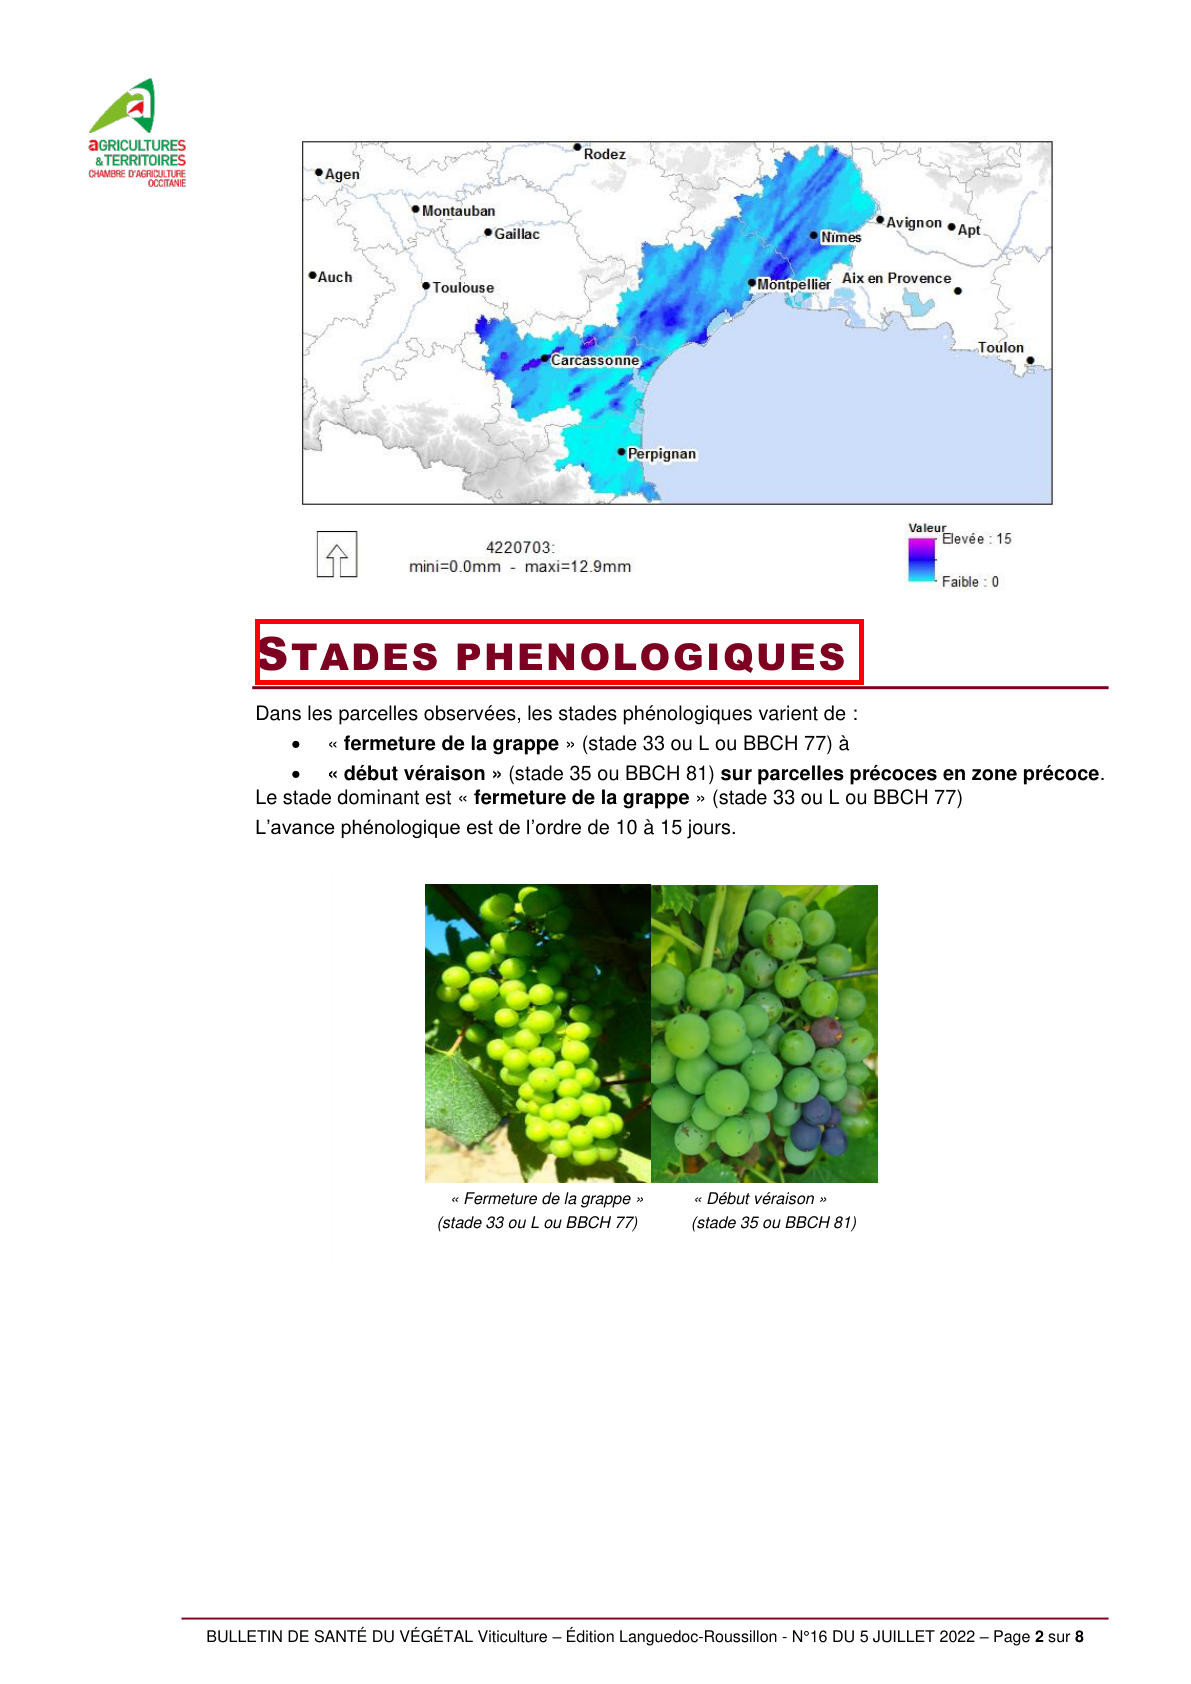 aGRICULTURES
& TERRITOIRES
CHAMBRE D'AGRICULTURE
OCCITANIE
Rodez
Agen
Montauban
Gaillac
Avignon
Apt
Nïmes
Auch
Toulouse
Montpellier
Aix en Provence
Toulon
Carcassonne
Perpignan
4220703:
mini=0.0mm - maxi=12.9mm
Valeur
Elevée : 15
Faible : 0
STADES PHENOLOGIQUES
Dans les parcelles observées, les stades phénologiques varient de :
• « fermeture de la grappe » (stade 33 ou L ou BBCH 77) à
• « début véraison » (stade 35 ou BBCH 81) sur parcelles précoces en zone précoce.
Le stade dominant est « fermeture de la grappe » (stade 33 ou L ou BBCH 77)
L'avance phénologique est de l'ordre de 10 à 15 jours.
« Fermeture de la grappe » « Début véraison »
(stade 33 ou L ou BBCH 77) (stade 35 ou BBCH 81)
BULLETIN DE SANTÉ DU VÉGÉTAL Viticulture – Édition Languedoc-Roussillon - N°16 DU 5 JUILLET 2022 – Page 2 sur 8